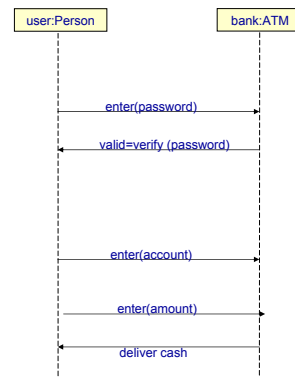 user:Person
bank:ATM
enter(password)
valid=verify (password)
enter(account)
enter(amount)
deliver cash